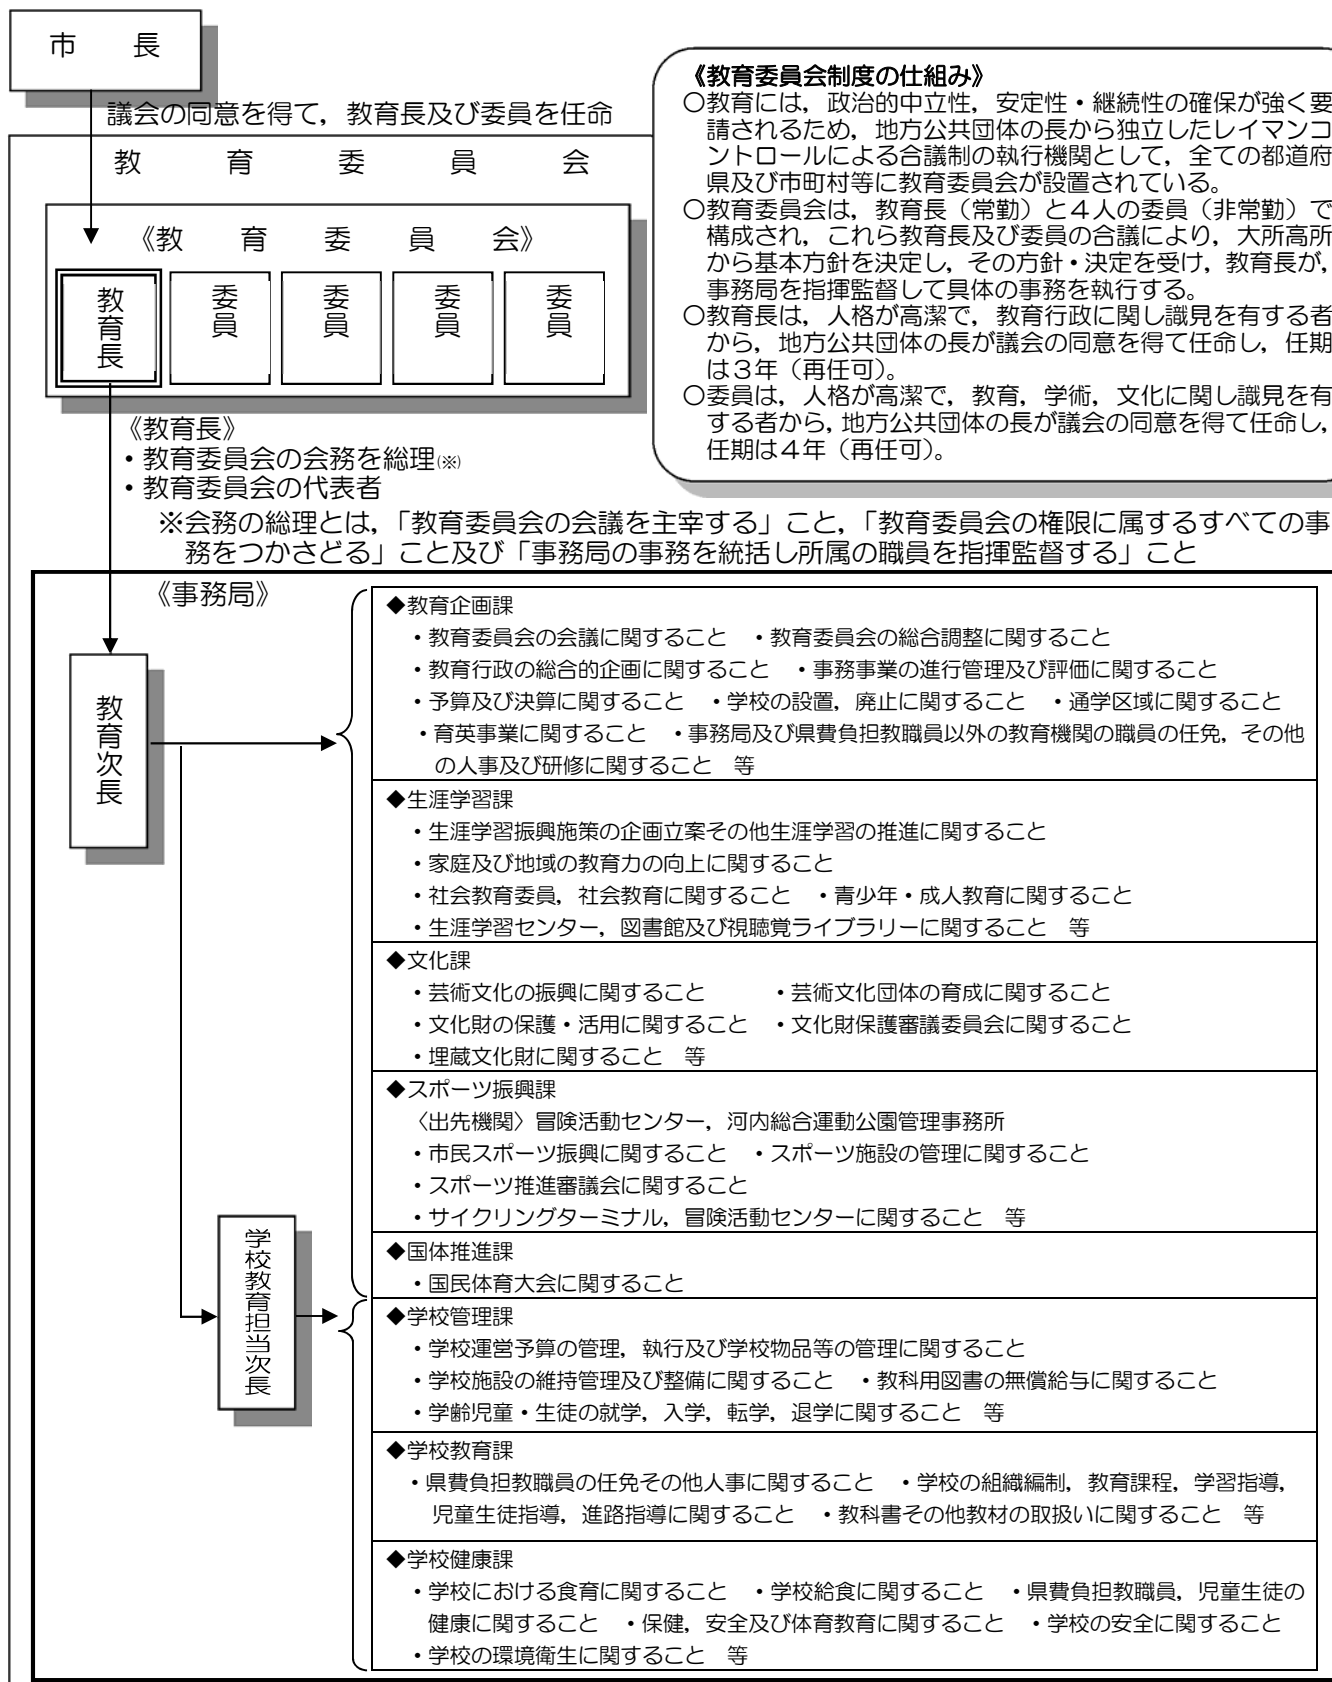 市　長
議会の同意を得て，教育長及び委員を任命
教　育　委　員　会
《教　育　委　員　会》
教育長
委員
委員
委員
委員
《教育委員会制度の仕組み》
○教育には，政治的中立性，安定性・継続性の確保が強く要
請されるため，地方公共団体の長から独立したレイマンコ
ントロールによる合議制の執行機関として，全ての都道府
県及び市町村等に教育委員会が設置されている。
○教育委員会は，教育長（常勤）と４人の委員（非常勤）で
構成され，これら教育長及び委員の合議により，大所高所
から基本方針を決定し，その方針・決定を受け，教育長が，
事務局を指揮監督して具体の事務を執行する。
○教育長は，人格が高潔で，教育行政に関し識見を有する者
から，地方公共団体の長が議会の同意を得て任命し，任期
は３年（再任可）。
○委員は，人格が高潔で，教育，学術，文化に関し識見を有
する者から，地方公共団体の長が議会の同意を得て任命し，
任期は４年（再任可）。
《教育長》
・教育委員会の会務を総理(※)
・教育委員会の代表者
※会務の総理とは，「教育委員会の会議を主宰する」こと，「教育委員会の権限に属するすべての事
務をつかさどる」こと及び「事務局の事務を統括し所属の職員を指揮監督する」こと
《事務局》
教育次長
◆教育企画課
・教育委員会の会議に関すること　・教育委員会の総合調整に関すること
・教育行政の総合的企画に関すること　・事務事業の進行管理及び評価に関すること
・予算及び決算に関すること　・学校の設置，廃止に関すること　・通学区域に関すること
・育英事業に関すること　・事務局及び県費負担教職員以外の教育機関の職員の任免，その他
の人事及び研修に関すること　等
◆生涯学習課
・生涯学習振興施策の企画立案その他生涯学習の推進に関すること
・家庭及び地域の教育力の向上に関すること
・社会教育委員，社会教育に関すること　・青少年・成人教育に関すること
・生涯学習センター，図書館及び視聴覚ライブラリーに関すること　等
◆文化課
・芸術文化の振興に関すること　・芸術文化団体の育成に関すること
・文化財の保護・活用に関すること　・文化財保護審議委員会に関すること
・埋蔵文化財に関すること　等
◆スポーツ振興課
〈出先機関〉冒険活動センター，河内総合運動公園管理事務所
・市民スポーツ振興に関すること　・スポーツ施設の管理に関すること
・スポーツ推進審議会に関すること
・サイクリングターミナル，冒険活動センターに関すること　等
◆国体推進課
・国民体育大会に関すること
学校教育担当次長
◆学校管理課
・学校運営予算の管理，執行及び学校物品等の管理に関すること
・学校施設の維持管理及び整備に関すること　・教科用図書の無償給与に関すること
・学齢児童・生徒の就学，入学，転学，退学に関すること　等
◆学校教育課
・県費負担教職員の任免その他人事に関すること　・学校の組織編制，教育課程，学習指導，
児童生徒指導，進路指導に関すること　・教科書その他教材の取扱いに関すること　等
◆学校健康課
・学校における食育に関すること　・学校給食に関すること　・県費負担教職員，児童生徒の
健康に関すること　・保健，安全及び体育教育に関すること　・学校の安全に関すること
・学校の環境衛生に関すること　等